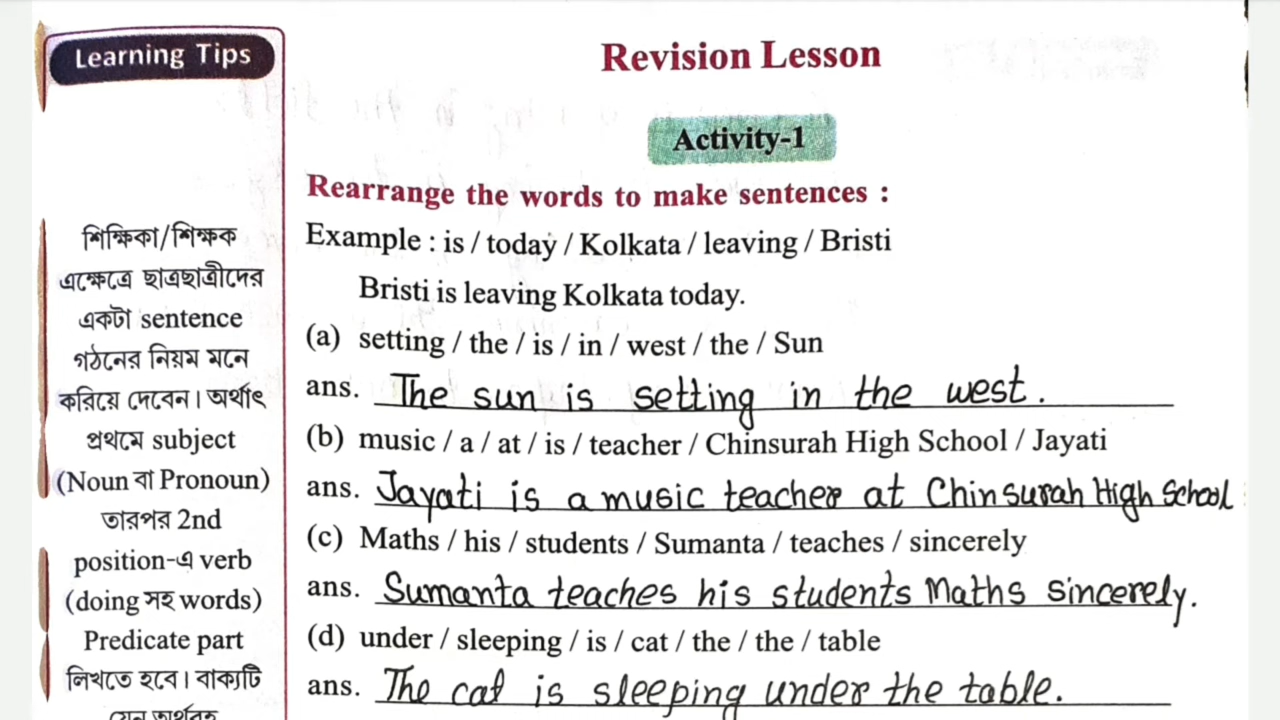 Learning Tips
শিক্ষিকা/শিক্ষক
এক্ষেত্রে ছাত্রছাত্রীদের
একটা sentence
গঠনের নিয়ম মনে
করিয়ে দেবেন। অর্থাৎ
প্রথমে subject
(Noun বা Pronoun)
তারপর 2nd
position-এ verb
(doing সহ words)
Predicate part
লিখতে হবে। বাক্যটি
যেন অর্থবহ
Revision Lesson
Activity-1
Rearrange the words to make sentences :
Example : is / today / Kolkata / leaving / Bristi
Bristi is leaving Kolkata today.
(a) setting / the / is / in / west / the / Sun
ans. The sun is setting in the west.
(b) music / a / at / is / teacher / Chinsurah High School / Jayati
ans. Jayati is a music teacher at Chinsurah High School
(c) Maths / his / students / Sumanta / teaches / sincerely
ans. Sumanta teaches his students Maths sincerely.
(d) under / sleeping / is / cat / the / the / table
ans. The cat is sleeping under the table.